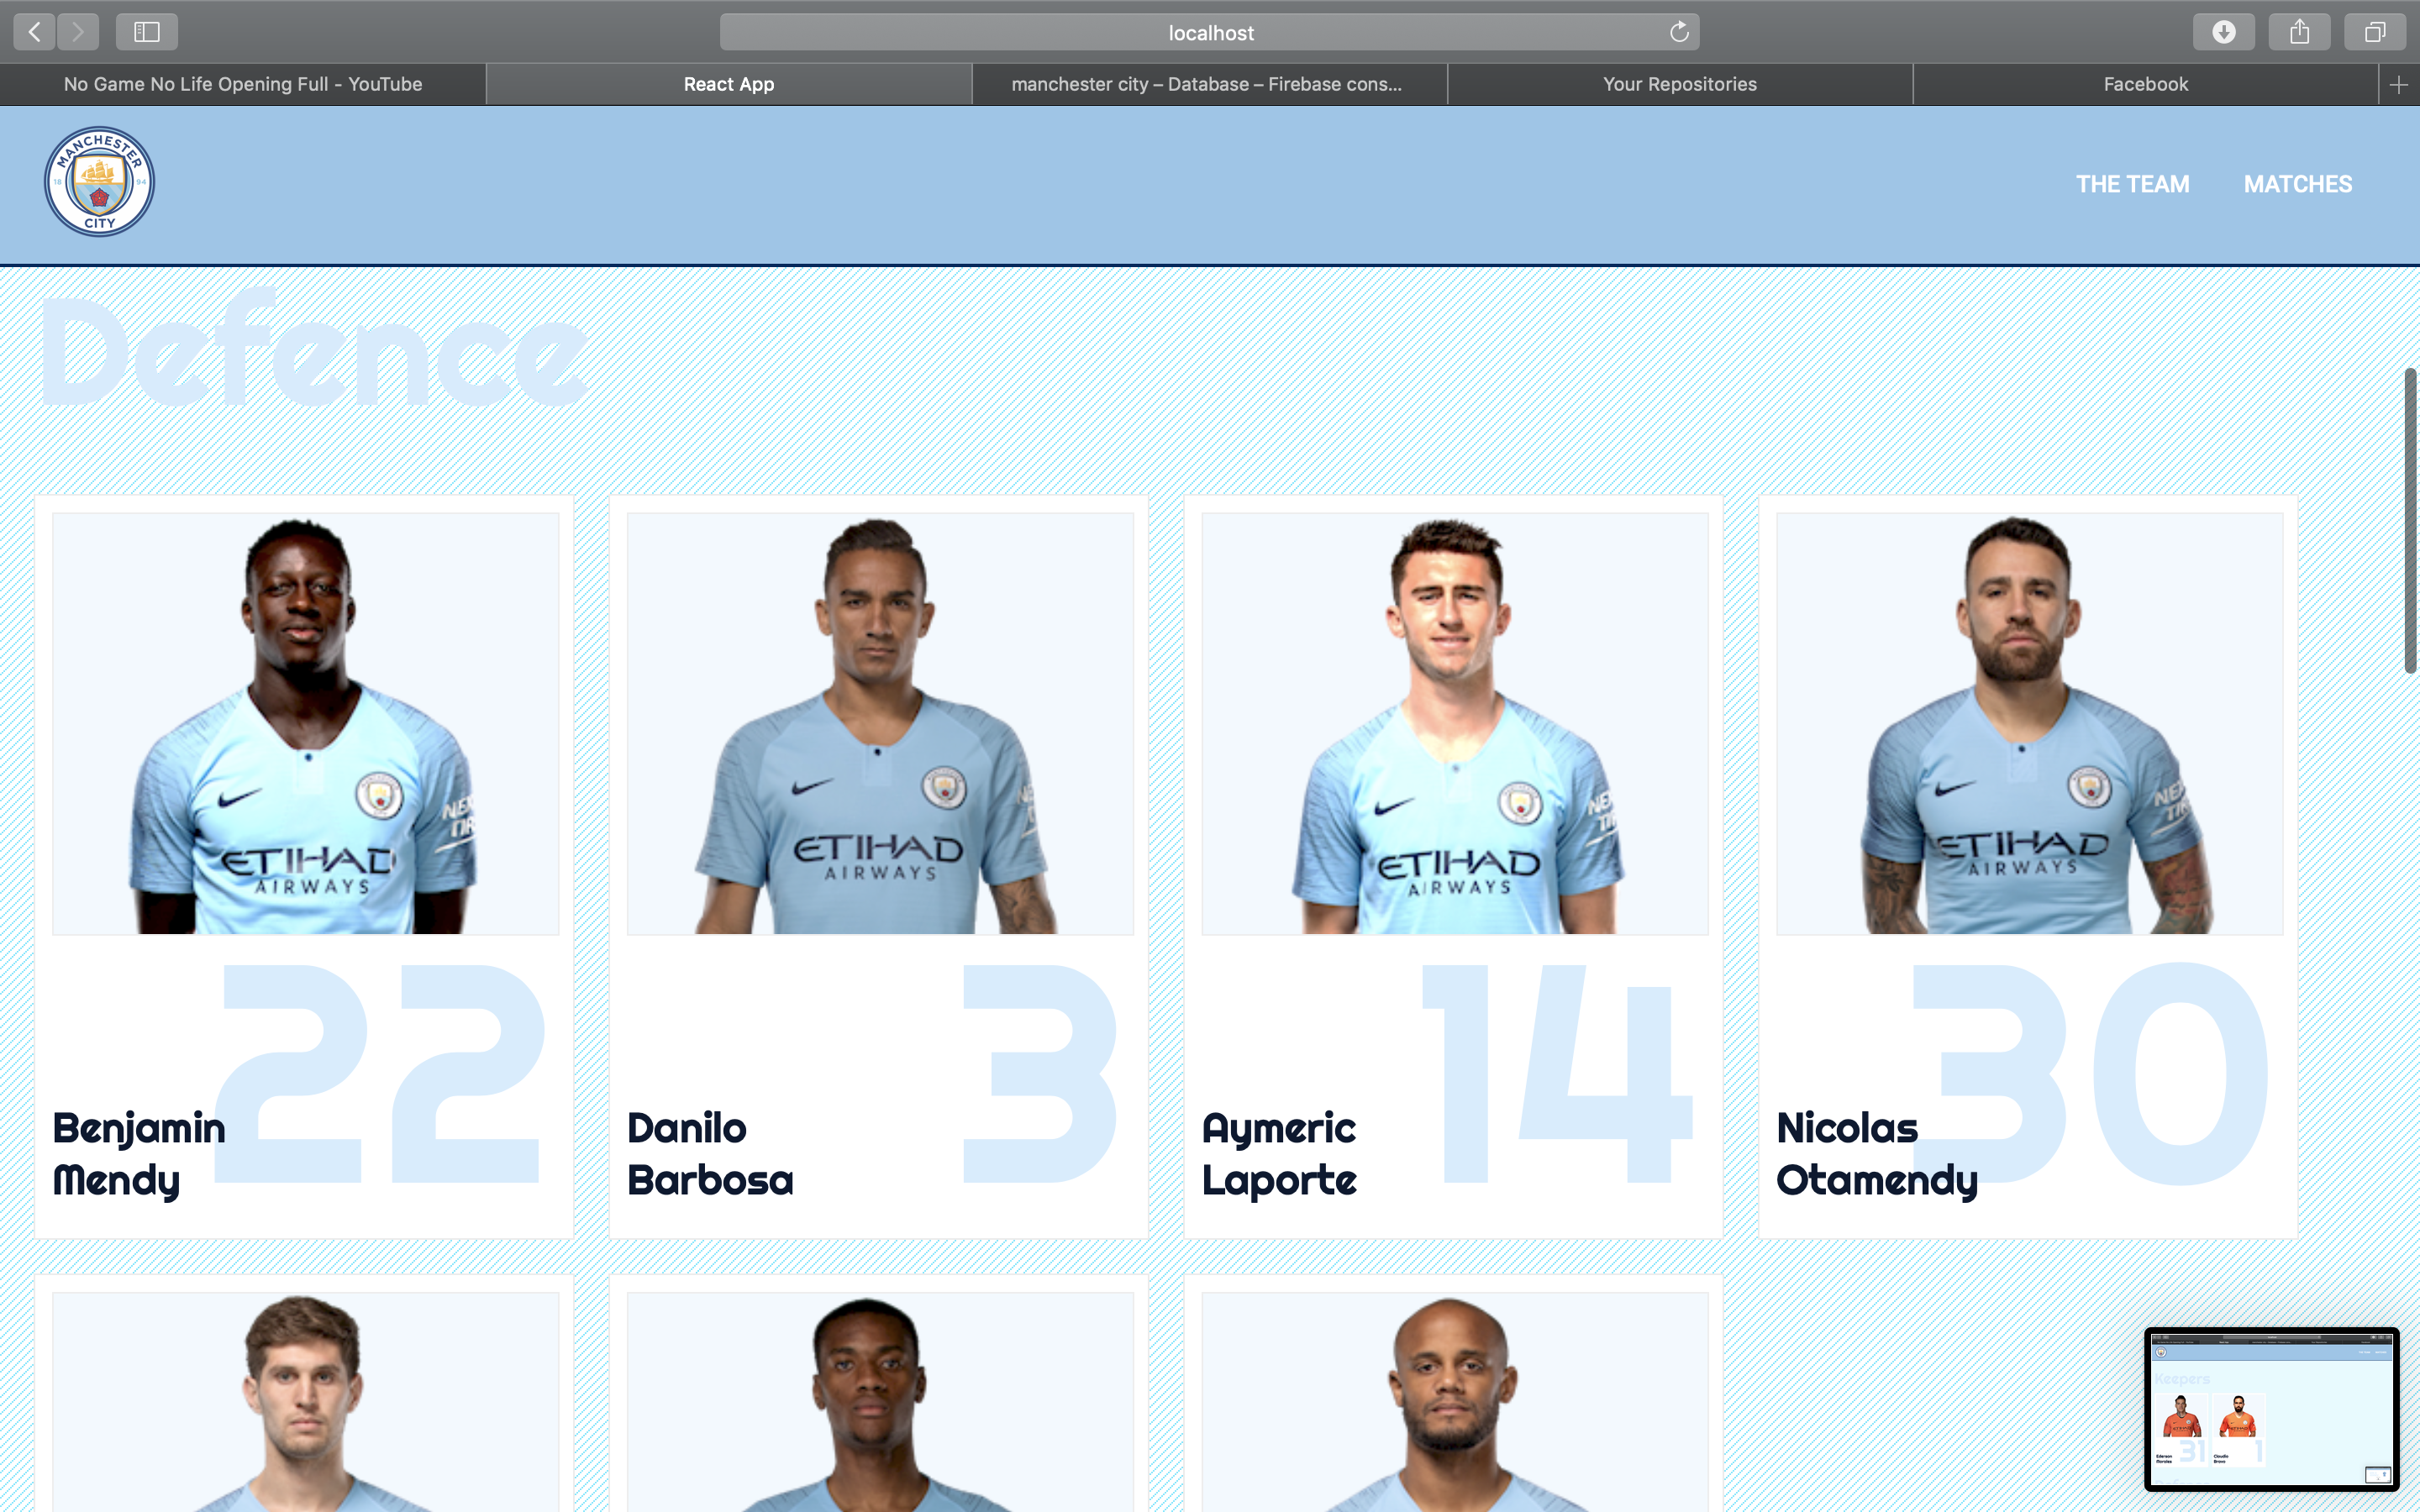 localhost
No Game No Life Opening Full - YouTube
React App
manchester city – Database – Firebase cons...
Your Repositories
Facebook
MANCHESTER
18 94
CITY
THE TEAM
MATCHES
Defence
ETIHAD
AIRWAYS
ETIHAD
AIRWAYS
ETIHAD
AIRWAYS
ETIHAD
AIRWAYS
22
Benjamin
Mendy
3
Danilo
Barbosa
14
Aymeric
Laporte
30
Nicolas
Otamendy
Keepers
31
1